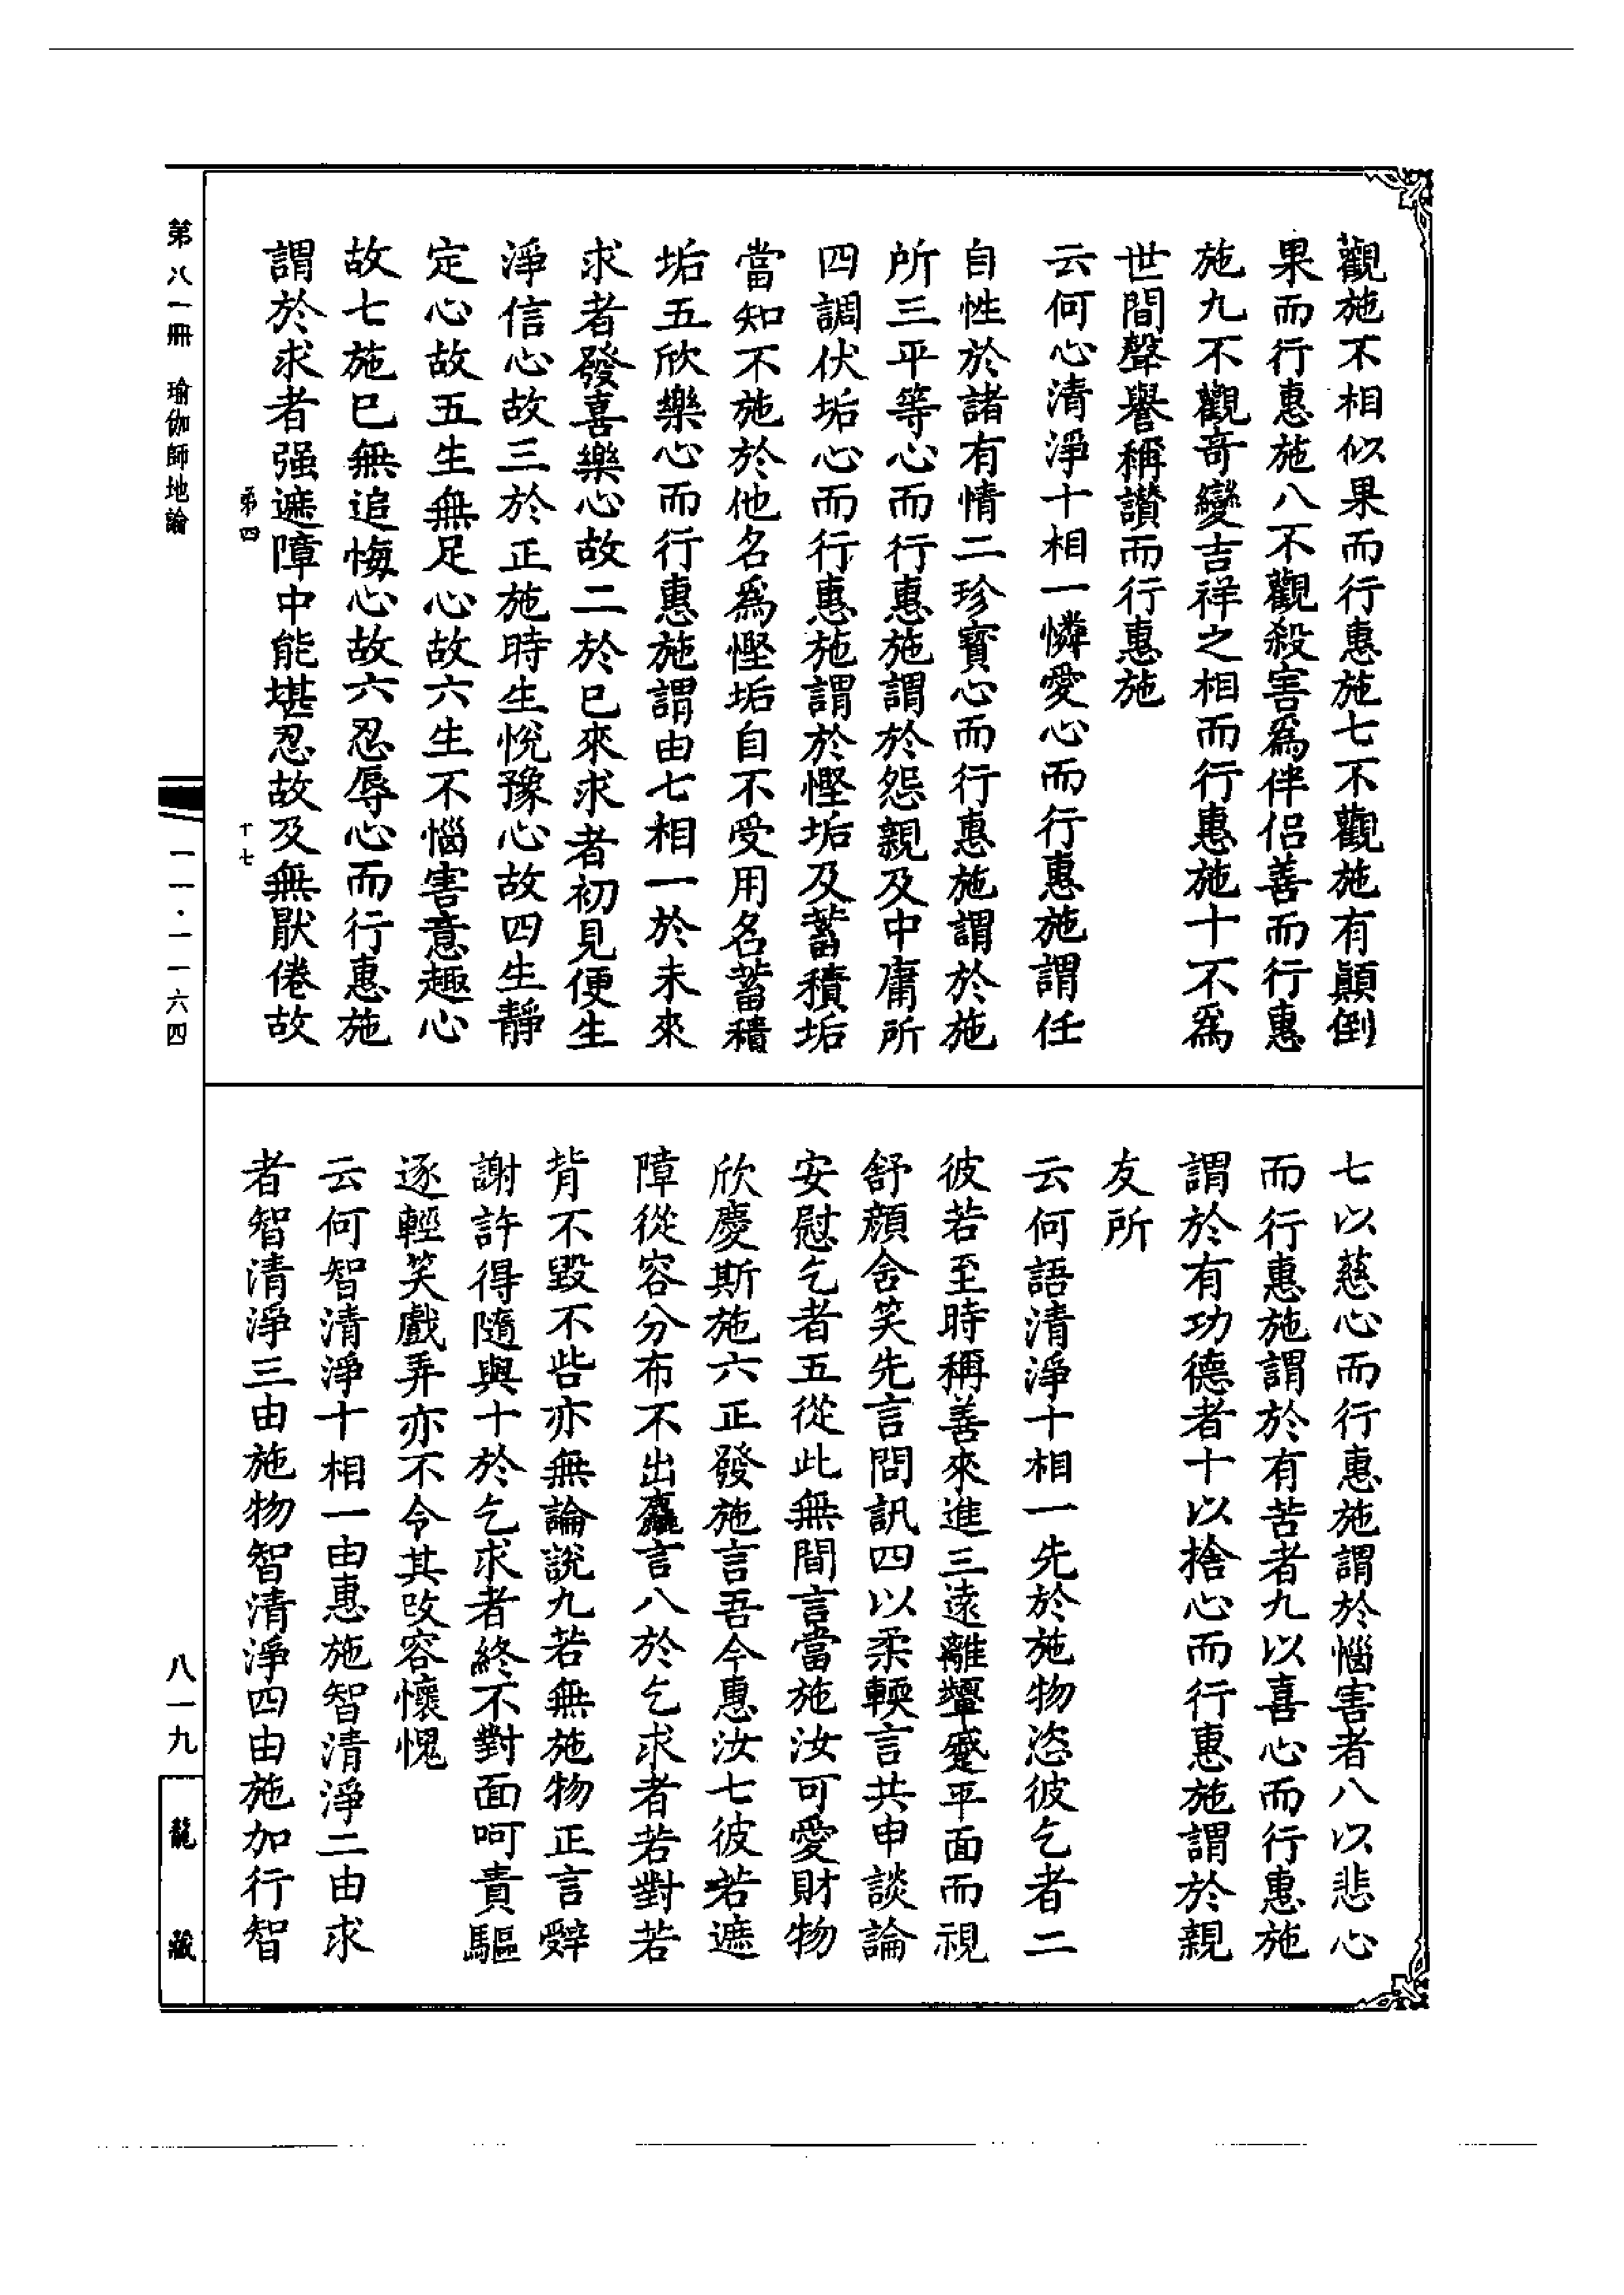 觀施不相似果而行惠施七不觀施有顛倒
果而行惠施八不觀殺害爲伴侣善而行惠
施九不觀奇變吉祥之相而行惠施十不爲
世間聲譽稱讚而行惠施
云何心清淨十相一憐愛心而行惠施謂任
自性於諸有情二珍寶心而行惠施謂於施
所三平等心而行惠施謂於怨親及中庸所
四調伏垢心而行惠施謂於慳垢及蓄積垢
當知不施於他名爲慳垢自不受用名蓄積
垢五欣樂心而行惠施謂由七相一於未來
求者發喜樂心故二於已來求者初見便生
淨信心故三於正施時生悅豫心故四生靜
定心故五生無足心故六生不惱害意趣心
故七施已無追悔心故六忍辱心而行惠施
謂於求者强遮障中能堪忍故及無猒倦故
弟四 十七
七以慈心而行惠施謂於惱害者八以悲心
而行惠施謂於有苦者九以喜心而行惠施
謂於有功德者十以捨心而行惠施謂於親
友所
云何語清淨十相一先於施物恣彼乞者二
彼若至時稱善來進三遠離顰蹙平面而視
舒顔舍笑先言問訊四以柔輭言共申談論
安慰乞者五從此無間言當施汝可愛財物
欣慶斯施六正發施言吾今惠汝七彼若遮
障從容分布不出麤言八於乞求者若對若
背不毀不呰亦無論説九若無施物正言辤
謝許得隨與十於乞求者終不對面呵責驅
逐輕笑戲弄亦不令其改容懷愧
云何智清淨十相一由惠施智清淨二由求
者智清淨三由施物智清淨四由施加行智
第八一冊 瑜伽師地論 一一·一一六四 八一九 龍藏